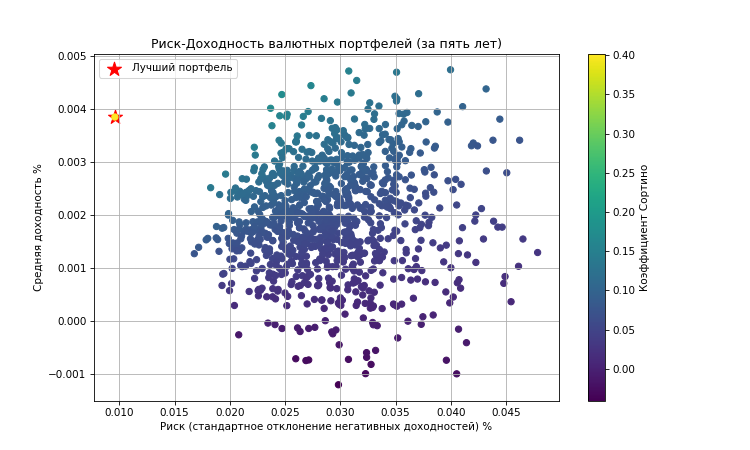 Риск-Доходность валютных портфелей (за пять лет)
Лучший портфель
Средняя доходность %
0.005
0.004
0.003
0.002
0.001
0.000
−0.001
0.010 0.015 0.020 0.025 0.030 0.035 0.040 0.045
Риск (стандартное отклонение негативных доходностей) %
0.40
0.35
0.30
0.25
0.20
0.15
0.10
0.05
0.00
Коэффициент Сортино